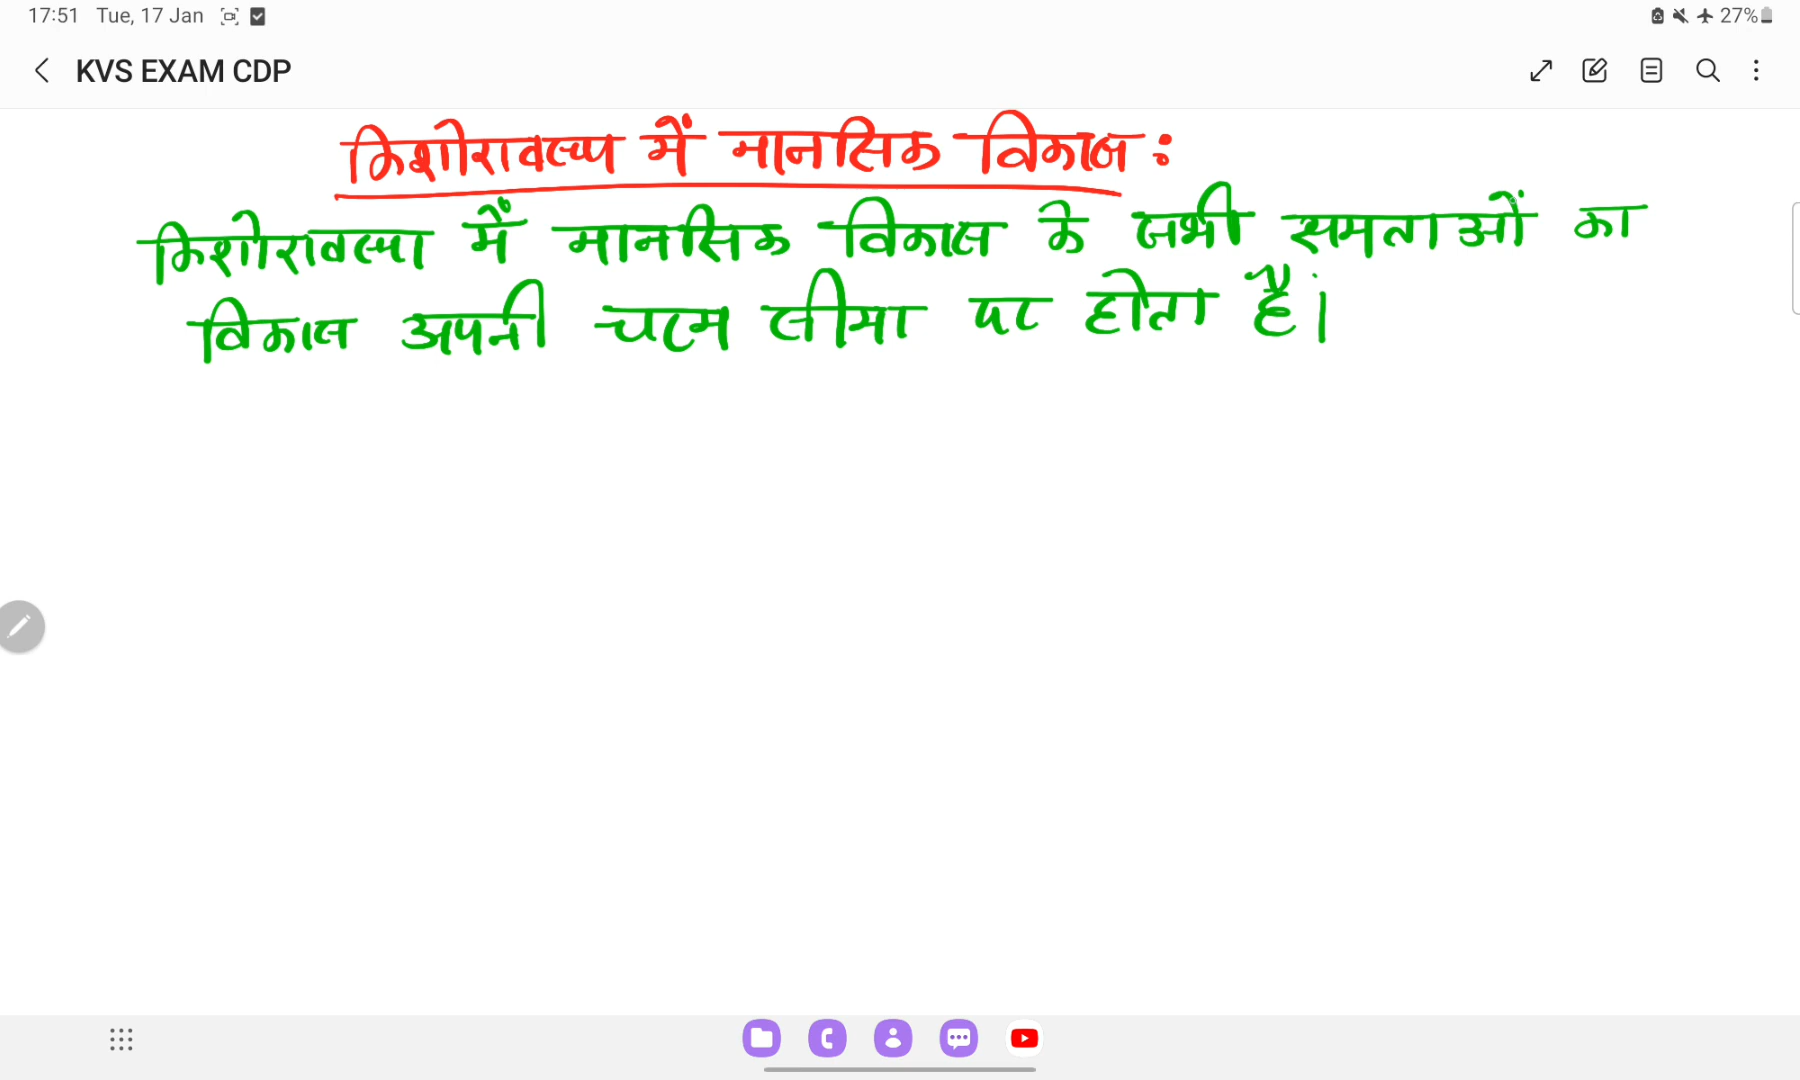 17:51 Tue, 17 Jan 27%
KVS EXAM CDP
किशोरावस्था में मानसिक विकास :
किशोरावस्था में मानसिक विकास के सभी क्षमताओं का
विकास अपनी चरम सीमा पर होता है।